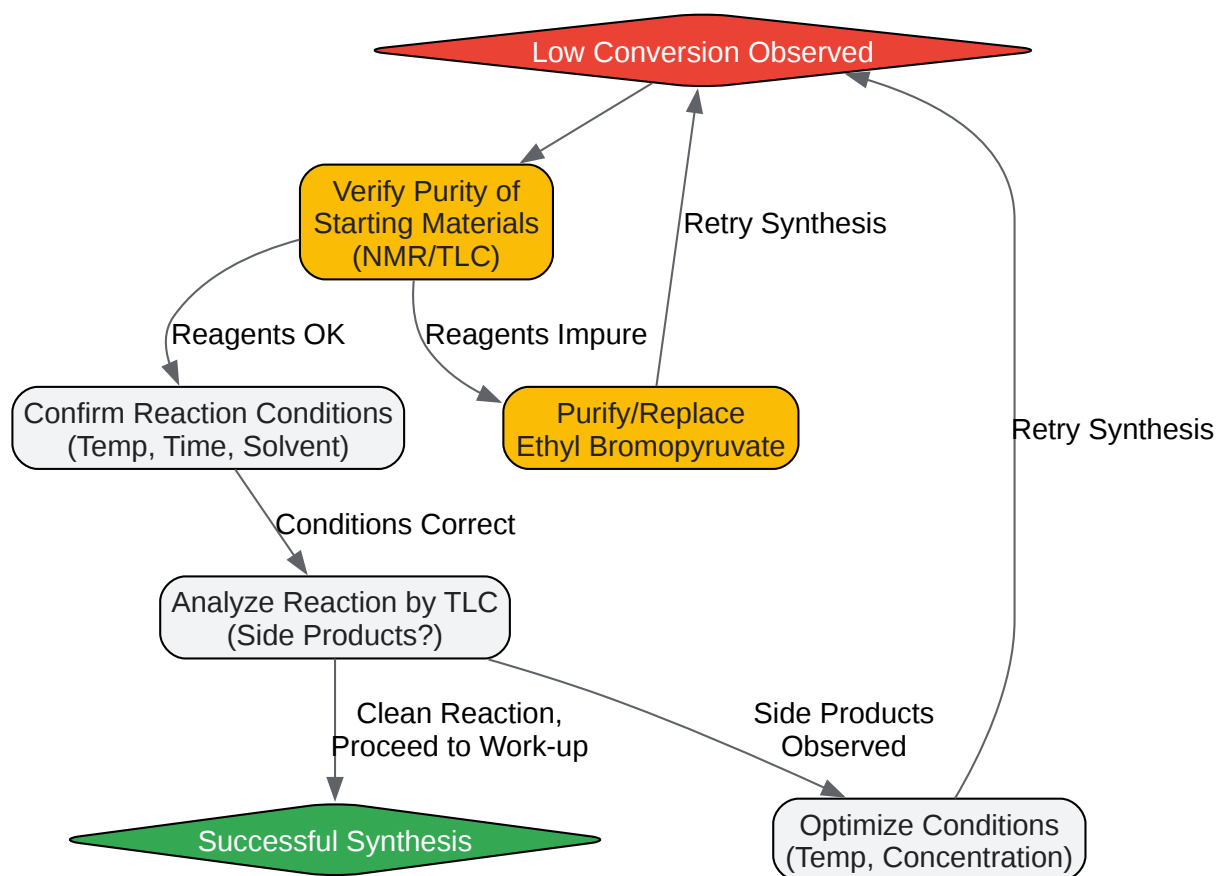 Low Conversion Observed
Verify Purity of
Starting Materials
(NMR/TLC)
Retry Synthesis
Reagents OK
Reagents Impure
Confirm Reaction Conditions
(Temp, Time, Solvent)
Purify/Replace
Ethyl Bromopyruvate
Retry Synthesis
Conditions Correct
Analyze Reaction by TLC
(Side Products?)
Clean Reaction,
Proceed to Work-up
Side Products
Observed
Successful Synthesis
Optimize Conditions
(Temp, Concentration)